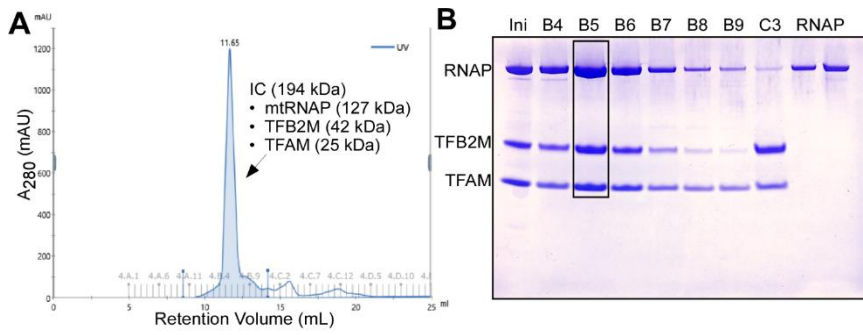 A
mAU
11.65
UV
1200
1000
800
600
400
200
0
A280 (mAU)
IC (194 kDa)
• mtRNAP (127 kDa)
• TFB2M (42 kDa)
• TFAM (25 kDa)
4.A.1 4.A.6 4.A.11 4.B.4 4.B.9 4.C.2 4.C.7 4.C.12 4.D.5 4.D.10
0 5 10 15 20 25 ml
Retention Volume (mL)
B
Ini B4 B5 B6 B7 B8 B9 C3 RNAP
RNAP
TFB2M
TFAM